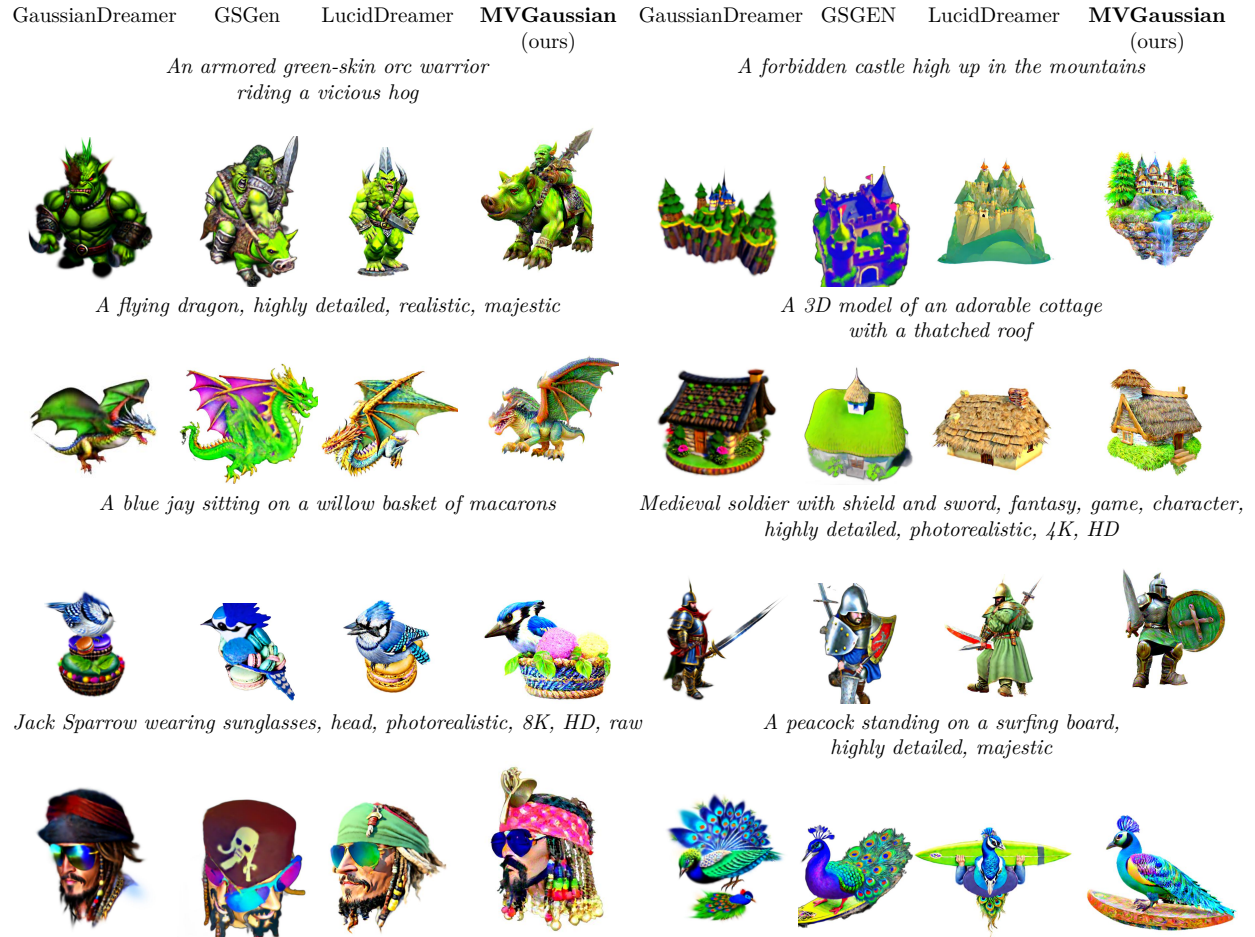 GaussianDreamer GSGen LucidDreamer MVGaussian GaussianDreamer GSGEN LucidDreamer MVGaussian
(ours) (ours)
An armored green-skin orc warrior
riding a vicious hog
A forbidden castle high up in the mountains
A flying dragon, highly detailed, realistic, majestic
A 3D model of an adorable cottage
with a thatched roof
A blue jay sitting on a willow basket of macarons
Medieval soldier with shield and sword, fantasy, game, character,
highly detailed, photorealistic, 4K, HD
Jack Sparrow wearing sunglasses, head, photorealistic, 8K, HD, raw
A peacock standing on a surfing board,
highly detailed, majestic